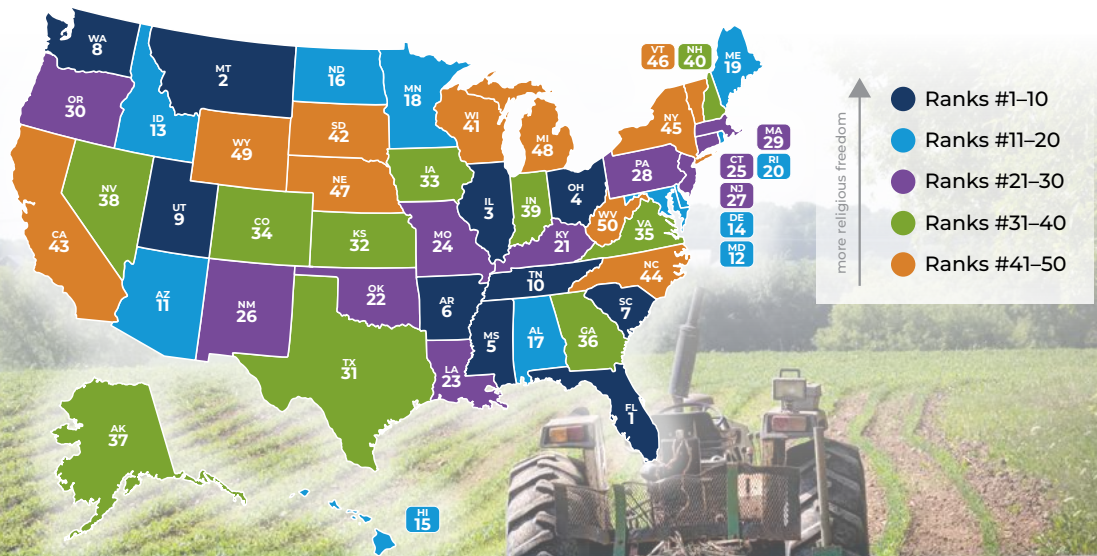 WA
8
MT
2
ND
16
MN
18
VT
46
NH
40
ME
19
OR
30
ID
13
WY
49
SD
42
WI
41
MI
48
NY
45
MA
29
CT
25
RI
20
NJ
27
DE
14
MD
12
NV
38
UT
9
CO
34
NE
47
IA
33
IL
3
IN
39
OH
4
PA
28
WV
50
VA
35
CA
43
AZ
11
NM
26
KS
32
MO
24
KY
21
NC
44
TN
10
OK
22
AR
6
SC
7
TX
31
LA
23
MS
5
AL
17
GA
36
FL
1
AK
37
HI
15
more religious freedom
Ranks #1–10
Ranks #11–20
Ranks #21–30
Ranks #31–40
Ranks #41–50